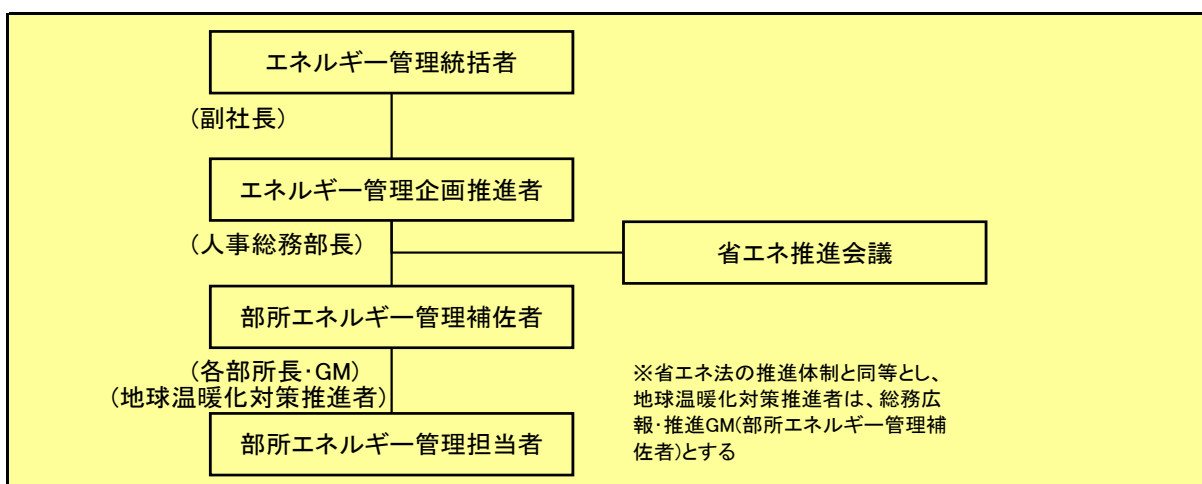 エネルギー管理統括者
(副社長)
エネルギー管理企画推進者
(人事総務部長)
省エネ推進会議
部所エネルギー管理補佐者
(各部所長・GM)
(地球温暖化対策推進者)
※省エネ法の推進体制と同等とし、
地球温暖化対策推進者は、総務広
報・推進GM(部所エネルギー管理補
佐者)とする
部所エネルギー管理担当者